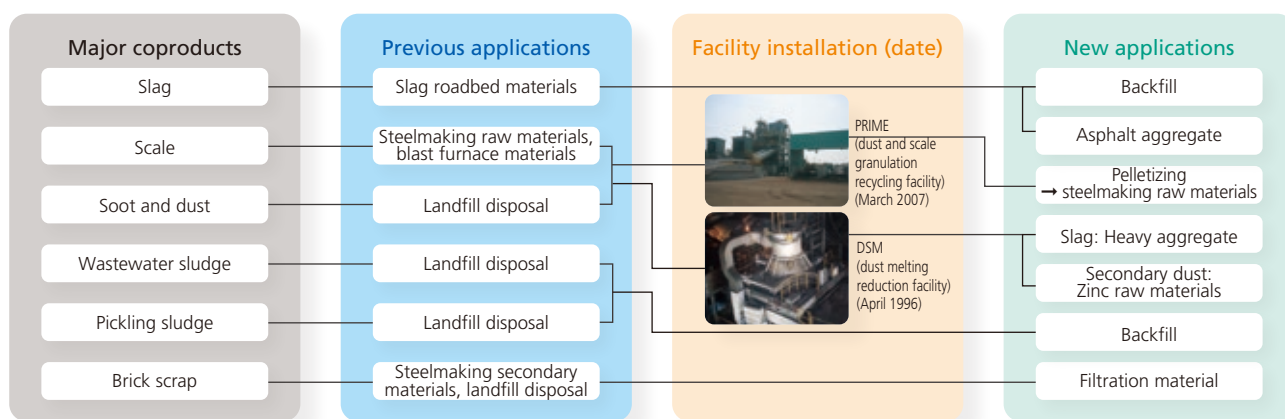 Major coproducts
Slag
Scale
Soot and dust
Wastewater sludge
Pickling sludge
Brick scrap
Previous applications
Slag roadbed materials
Steelmaking raw materials,
blast furnace materials
Landfill disposal
Landfill disposal
Landfill disposal
Steelmaking secondary
materials, landfill disposal
Facility installation (date)
PRIME
(dust and scale
granulation
recycling facility)
(March 2007)
DSM
(dust melting
reduction facility)
(April 1996)
New applications
Backfill
Asphalt aggregate
Pelletizing
➞ steelmaking raw materials
Slag: Heavy aggregate
Secondary dust:
Zinc raw materials
Backfill
Filtration material